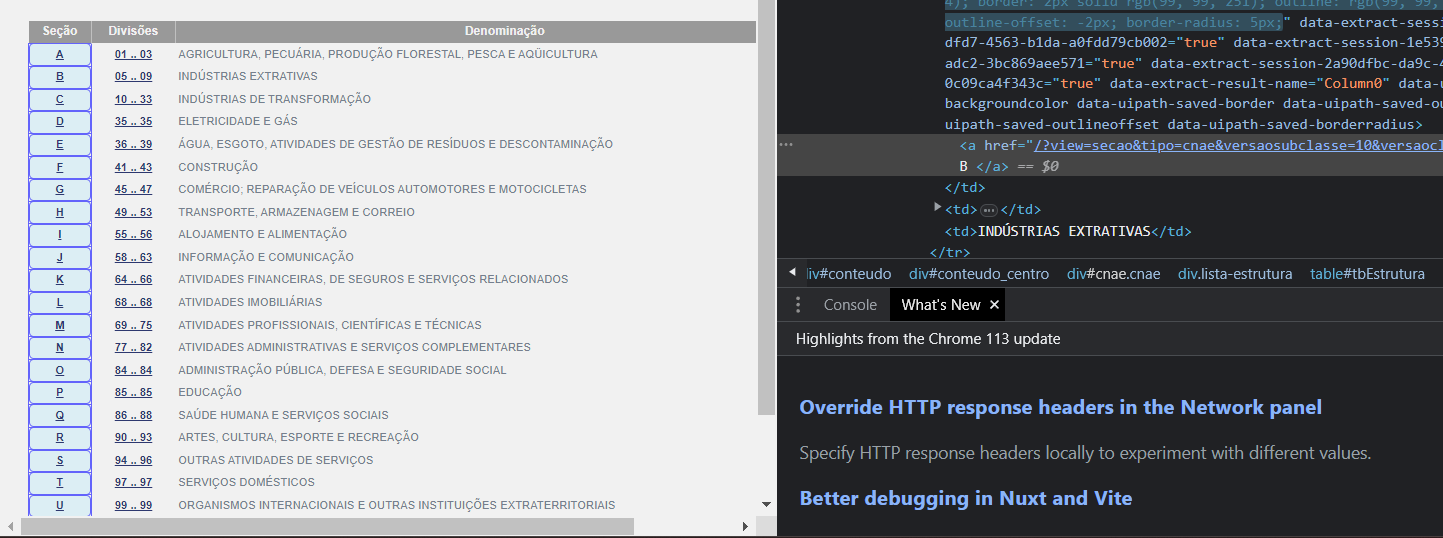 Seção Divisões Denominação
A 01 .. 03 AGRICULTURA, PECUÁRIA, PRODUÇÃO FLORESTAL, PESCA E AQÜICULTURA
B 05 .. 09 INDÚSTRIAS EXTRATIVAS
C 10 .. 33 INDÚSTRIAS DE TRANSFORMAÇÃO
D 35 .. 35 ELETRICIDADE E GÁS
E 36 .. 39 ÁGUA, ESGOTO, ATIVIDADES DE GESTÃO DE RESÍDUOS E DESCONTAMINAÇÃO
F 41 .. 43 CONSTRUÇÃO
G 45 .. 47 COMÉRCIO; REPARAÇÃO DE VEÍCULOS AUTOMOTORES E MOTOCICLETAS
H 49 .. 53 TRANSPORTE, ARMAZENAGEM E CORREIO
I 55 .. 56 ALOJAMENTO E ALIMENTAÇÃO
J 58 .. 63 INFORMAÇÃO E COMUNICAÇÃO
K 64 .. 66 ATIVIDADES FINANCEIRAS, DE SEGUROS E SERVIÇOS RELACIONADOS
L 68 .. 68 ATIVIDADES IMOBILIÁRIAS
M 69 .. 75 ATIVIDADES PROFISSIONAIS, CIENTÍFICAS E TÉCNICAS
N 77 .. 82 ATIVIDADES ADMINISTRATIVAS E SERVIÇOS COMPLEMENTARES
O 84 .. 84 ADMINISTRAÇÃO PÚBLICA, DEFESA E SEGURIDADE SOCIAL
P 85 .. 85 EDUCAÇÃO
Q 86 .. 88 SAÚDE HUMANA E SERVIÇOS SOCIAIS
R 90 .. 93 ARTES, CULTURA, ESPORTE E RECREAÇÃO
S 94 .. 96 OUTRAS ATIVIDADES DE SERVIÇOS
T 97 .. 97 SERVIÇOS DOMÉSTICOS
U 99 .. 99 ORGANISMOS INTERNACIONAIS E OUTRAS INSTITUIÇÕES EXTRATERRITORIAIS
4); border: 2px solid rgb(99, 99, 251); outline: rgb(99, 99,
outline-offset: -2px; border-radius: 5px;" data-extract-sessi
dfd7-4563-b1da-a0fdd79cb002="true" data-extract-session-1e539
adc2-3bc869aee571="true" data-extract-session-2a90dfbc-da9c-4
0c09ca4f343c="true" data-extract-result-name="Column0" data-u
backgroundcolor data-uipath-saved-border data-uipath-saved-ou
uipath-saved-outlineoffset data-uipath-saved-borderradius>
<a href="/?view=secao&tipo=cnae&versaosubclasse=10&versaocl
B </a> == $0
</td>
<td>…</td>
<td>INDÚSTRIAS EXTRATIVAS</td>
</tr>
div#conteudo div#conteudo_centro div#cnae.cnae div.lista-estrutura table#tbEstrutura
Console What's New ×
Highlights from the Chrome 113 update
Override HTTP response headers in the Network panel
Specify HTTP response headers locally to experiment with different values.
Better debugging in Nuxt and Vite